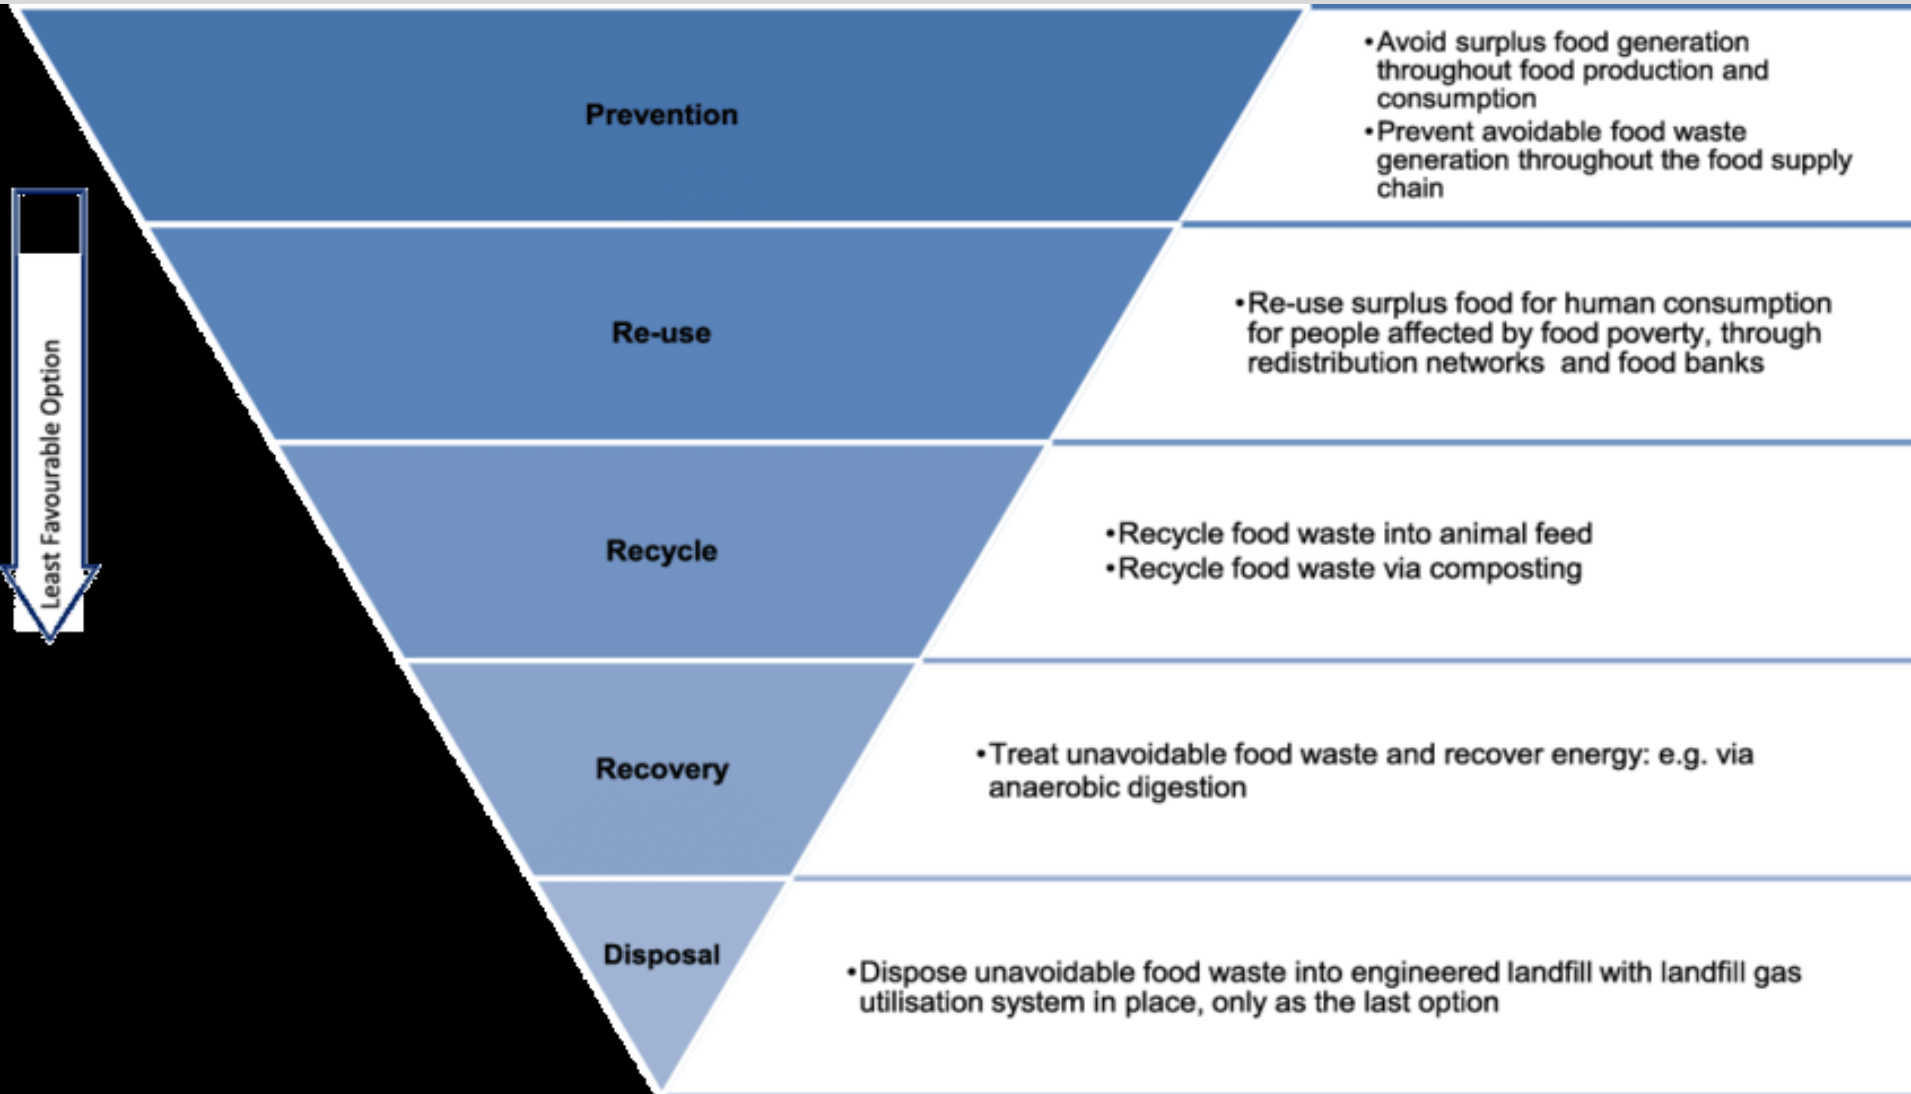 Prevention
•Avoid surplus food generation
throughout food production and
consumption
•Prevent avoidable food waste
generation throughout the food supply
chain
Least Favourable Option
Re-use
•Re-use surplus food for human consumption
for people affected by food poverty, through
redistribution networks  and food banks
Recycle
•Recycle food waste into animal feed
•Recycle food waste via composting
Recovery
•Treat unavoidable food waste and recover energy: e.g. via
anaerobic digestion
Disposal
•Dispose unavoidable food waste into engineered landfill with landfill gas
utilisation system in place, only as the last option